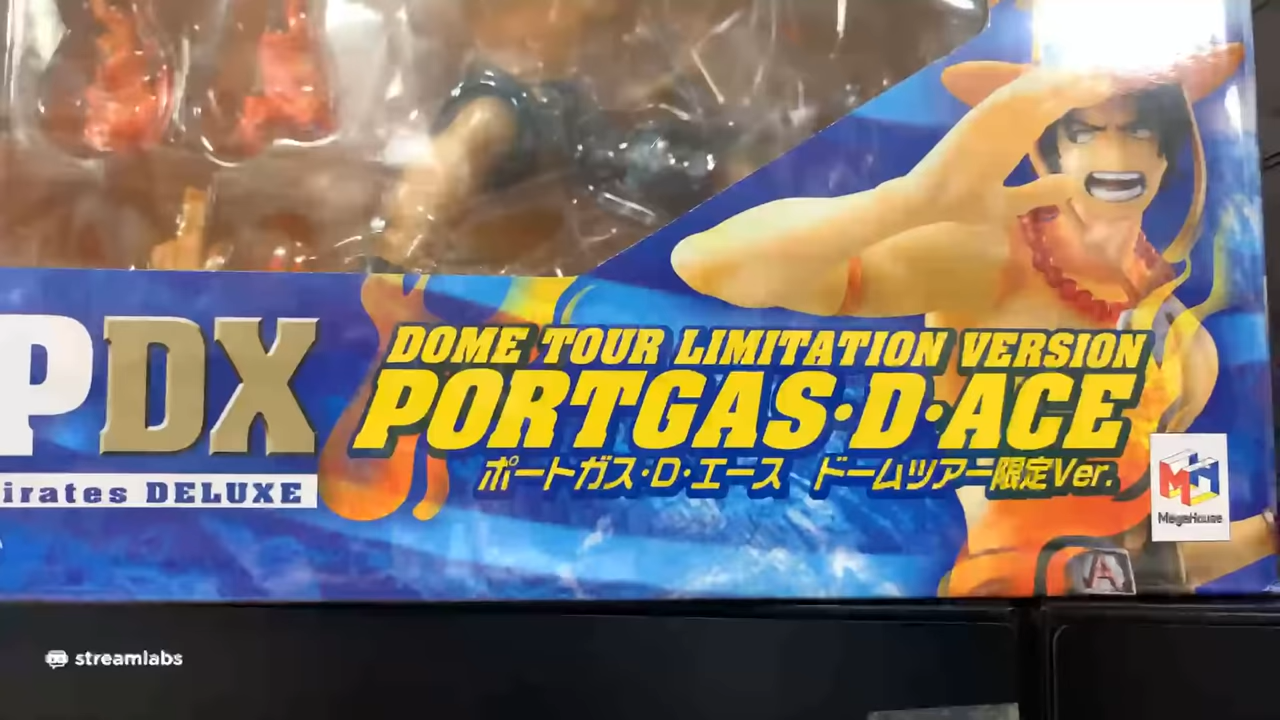 PDX
irates DELUXE
DOME TOUR LIMITATION VERSION
PORTGAS·D·ACE
ポートガス・D・エース ドームツアー限定Ver.
MegaHouse
A
streamlabs